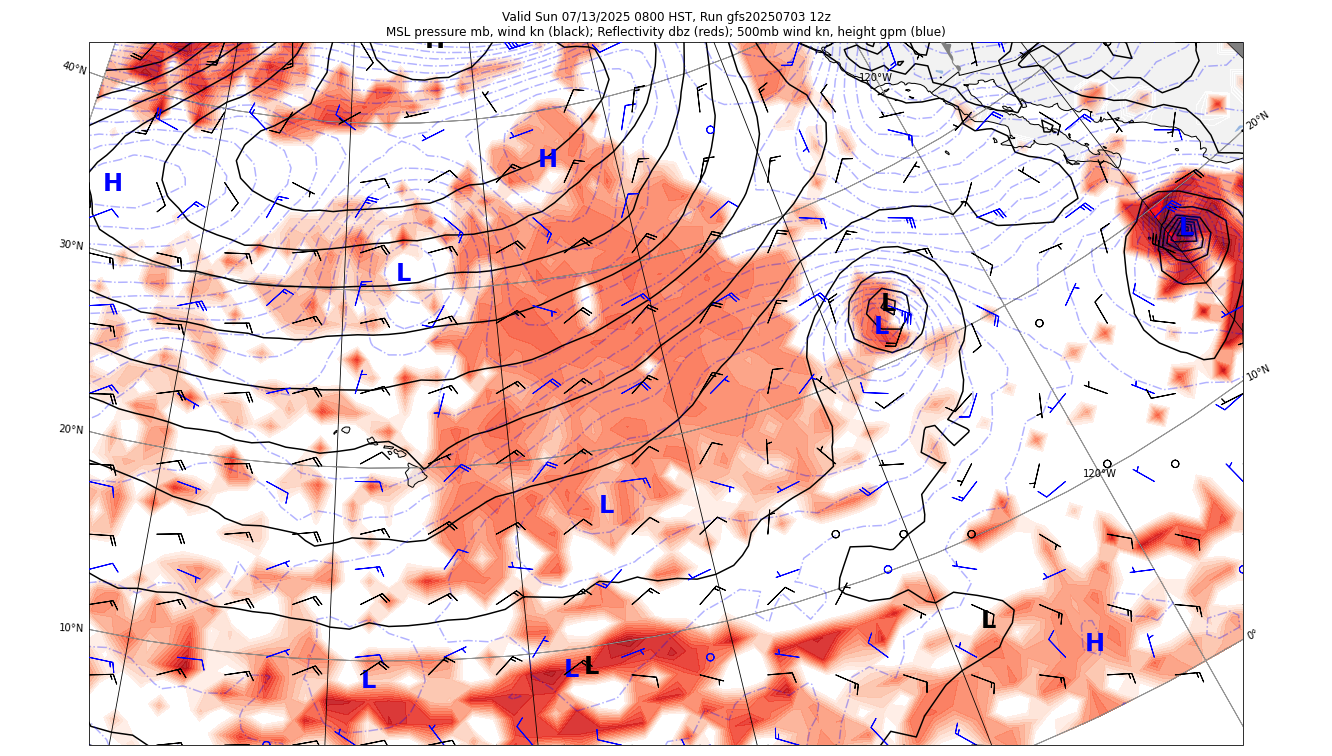 Valid Sun 07/13/2025 0800 HST, Run gfs20250703 12z
MSL pressure mb, wind kn (black); Reflectivity dbz (reds); 500mb wind kn, height gpm (blue)
H
40°N
120°W
20°N
H
H
L
30°N
L
L
L
10°N
20°N
120°W
L
10°N
L
0°
H
L
L
L